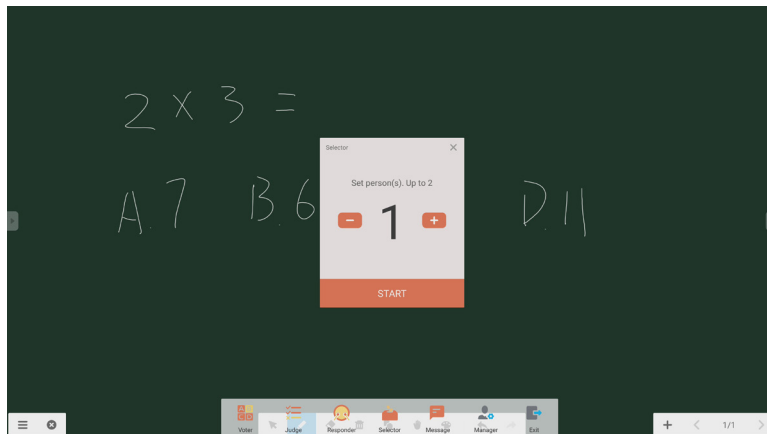 2 × 3 =
Selector
Set person(s). Up to 2
A.7 B.6 D.11
1
START
Voter Judge Responder Selector Message Manager Exit
1/1